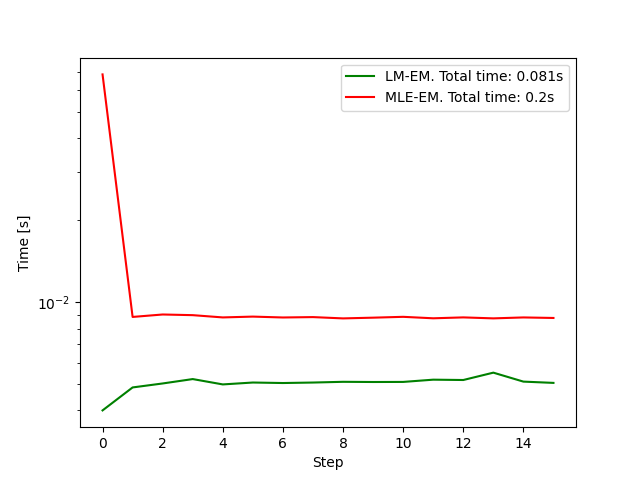 LM-EM. Total time: 0.081s
MLE-EM. Total time: 0.2s
Time [s]
10⁻²
0 2 4 6 8 10 12 14
Step